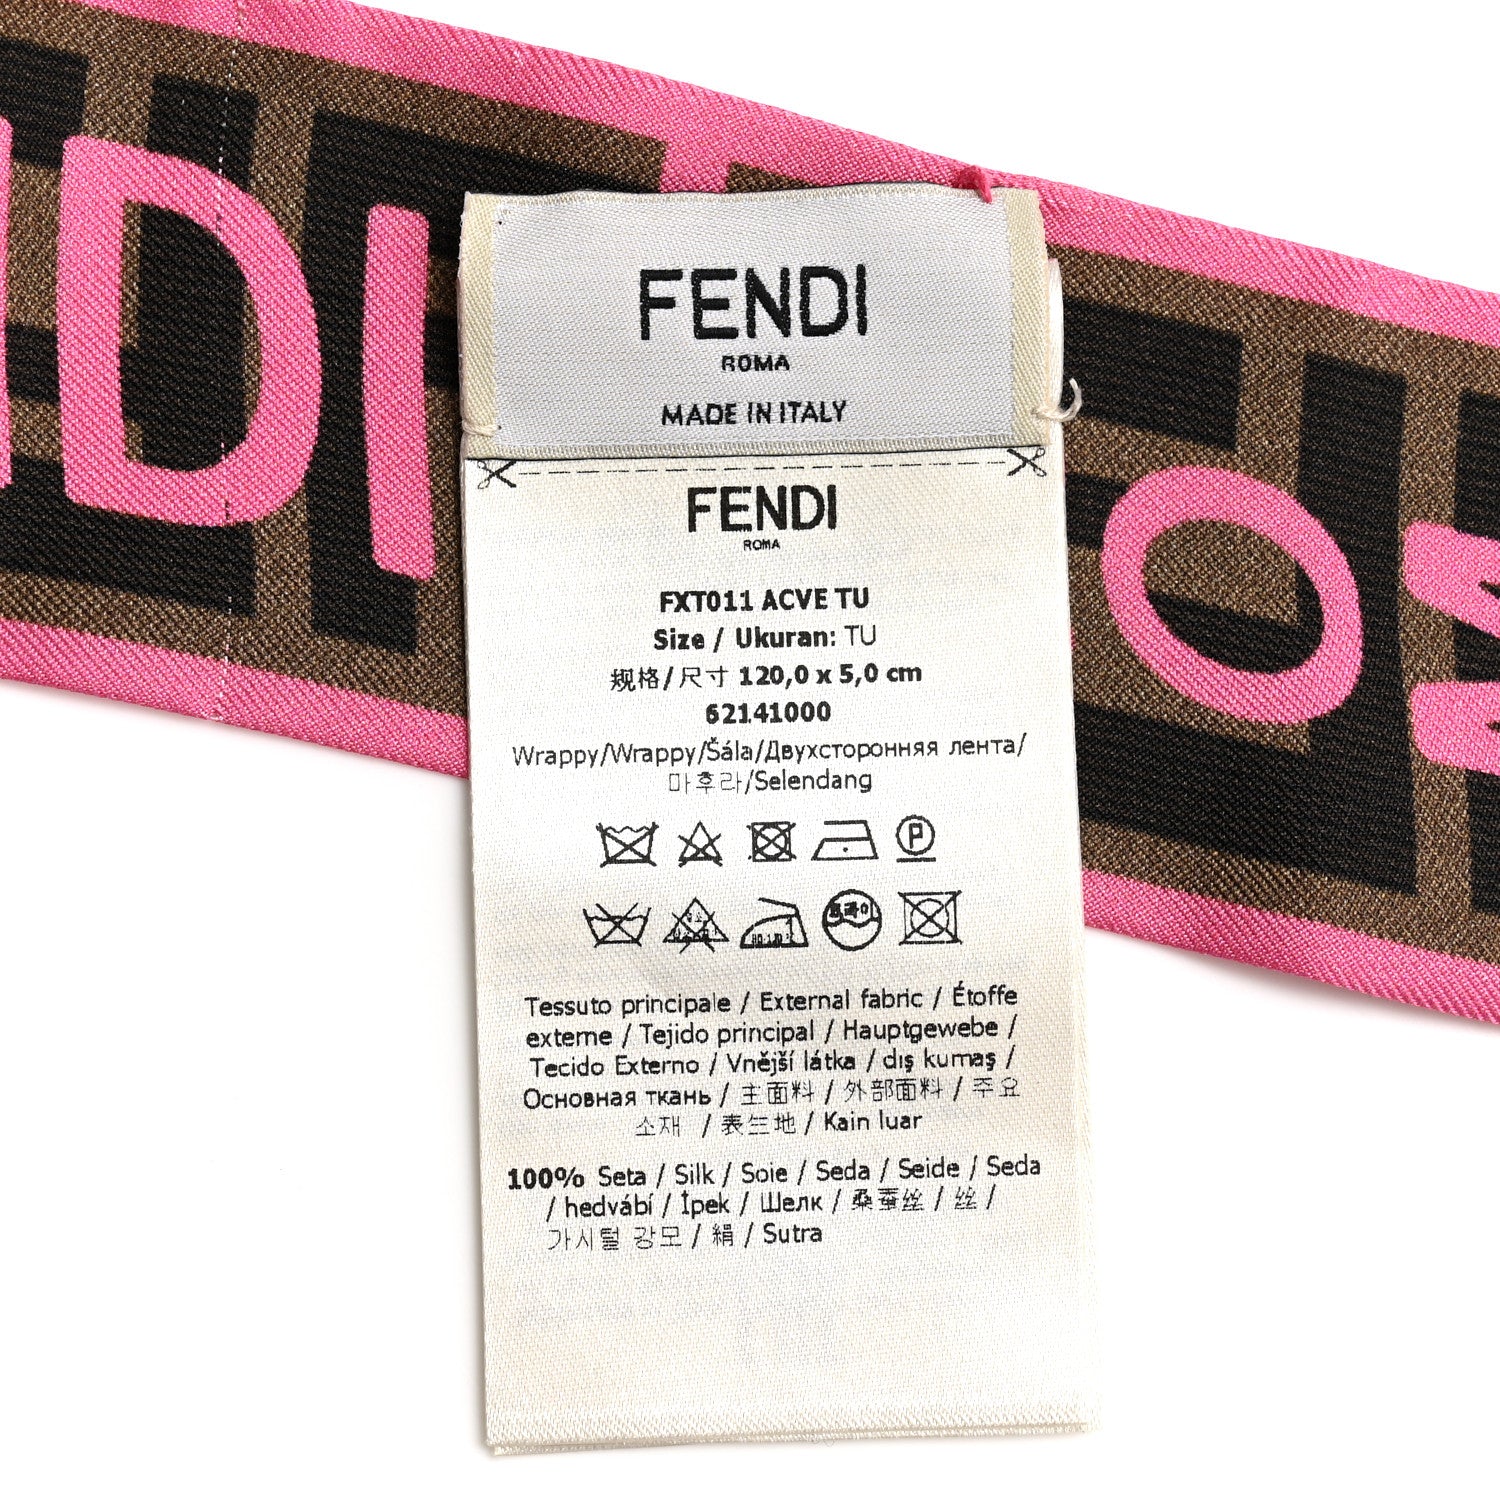 NDI
OS
FENDI
ROMA
MADE IN ITALY
FENDI
ROMA
FXT011 ACVE TU
Size / Ukuran: TU
规格/尺寸 120,0 x 5,0 cm
62141000
Wrappy/Wrappy/Šála/Двухсторонняя лента/
마후라/Selendang
P
Tessuto principale / External fabric / Étoffe
externe / Tejido principal / Hauptgewebe /
Tecido Externo / Vnější látka / dış kumaş /
Основная ткань / 主面料 / 外部面料 / 주요
소재 / 表生地 / Kain luar
100% Seta / Silk / Soie / Seda / Seide / Seda
/ hedvábí / İpek / Шелк / 桑蚕丝 / 丝 /
가시털 강모 / 絹 / Sutra